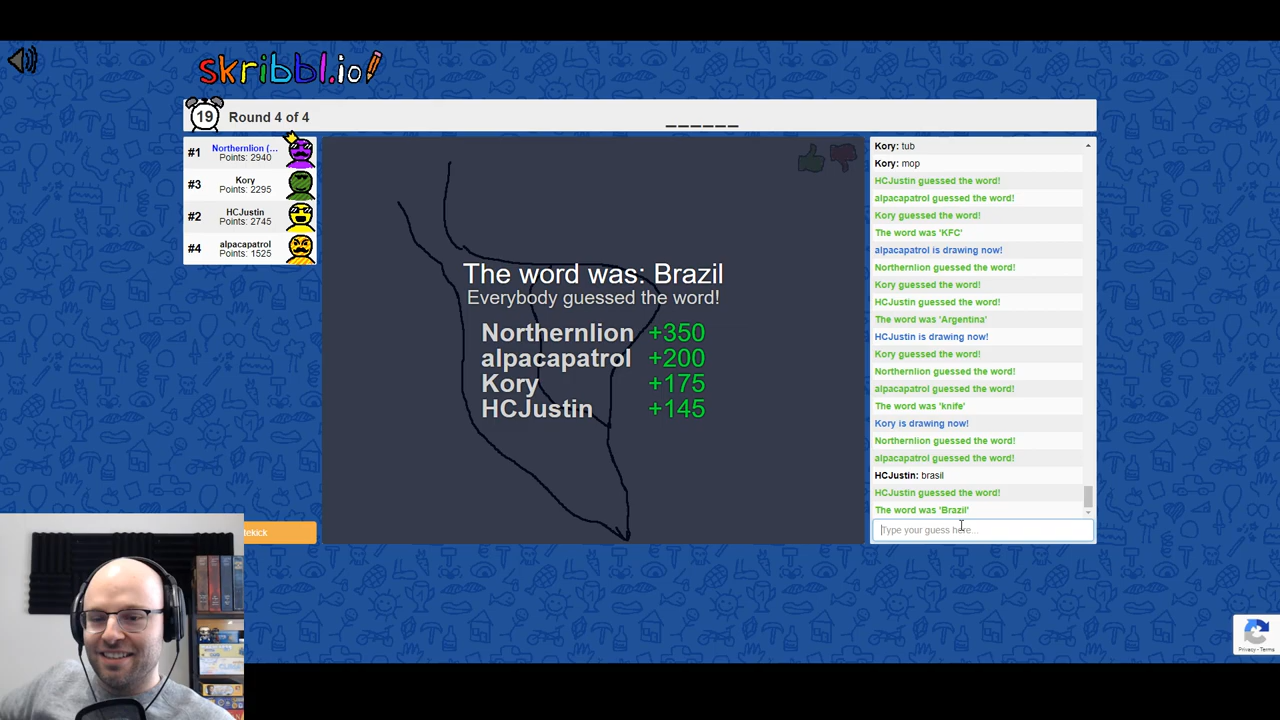 skribbl.io
19
Round 4 of 4
______
#1
Northernlion (...
Points: 2940
#3
Kory
Points: 2295
#2
HCJustin
Points: 2745
#4
alpacapatrol
Points: 1525
The word was: Brazil
Everybody guessed the word!
Northernlion +350
alpacapatrol +200
Kory +175
HCJustin +145
Kory: tub
Kory: mop
HCJustin guessed the word!
alpacapatrol guessed the word!
Kory guessed the word!
The word was 'KFC'
alpacapatrol is drawing now!
Northernlion guessed the word!
Kory guessed the word!
HCJustin guessed the word!
The word was 'Argentina'
HCJustin is drawing now!
Kory guessed the word!
Northernlion guessed the word!
alpacapatrol guessed the word!
The word was 'knife'
Kory is drawing now!
Northernlion guessed the word!
alpacapatrol guessed the word!
HCJustin: brasil
HCJustin guessed the word!
The word was 'Brazil'
Type your guess here...
Privacy - Terms